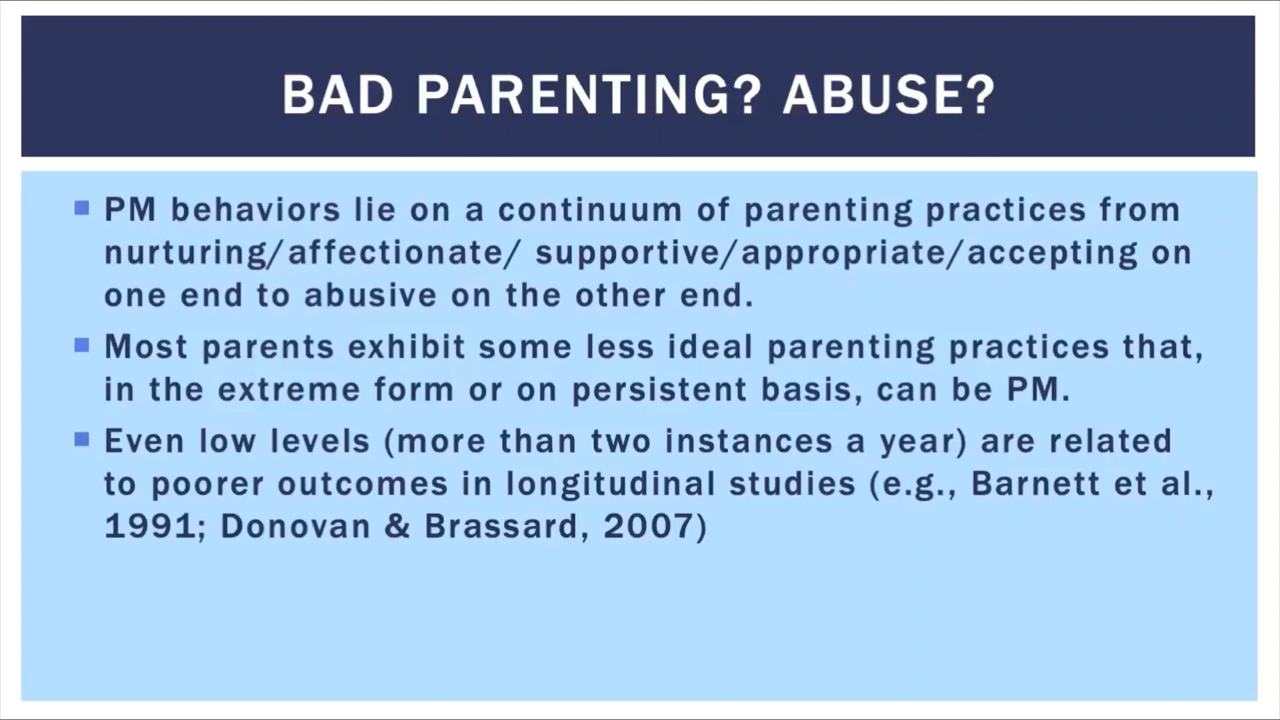 BAD PARENTING? ABUSE?
PM behaviors lie on a continuum of parenting practices from
nurturing/affectionate/ supportive/appropriate/accepting on
one end to abusive on the other end.
Most parents exhibit some less ideal parenting practices that,
in the extreme form or on persistent basis, can be PM.
Even low levels (more than two instances a year) are related
to poorer outcomes in longitudinal studies (e.g., Barnett et al.,
1991; Donovan & Brassard, 2007)